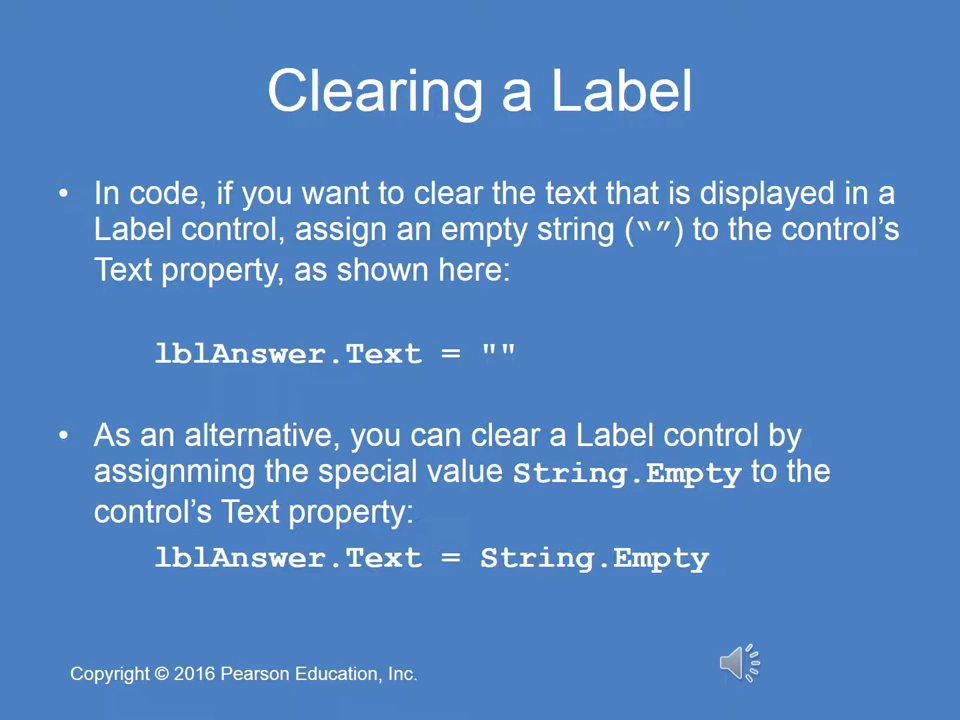 Clearing a Label
• In code, if you want to clear the text that is displayed in a
Label control, assign an empty string (“”) to the control’s
Text property, as shown here:
lblAnswer.Text = ""
• As an alternative, you can clear a Label control by
assignming the special value String.Empty to the
control’s Text property:
lblAnswer.Text = String.Empty
Copyright © 2016 Pearson Education, Inc.